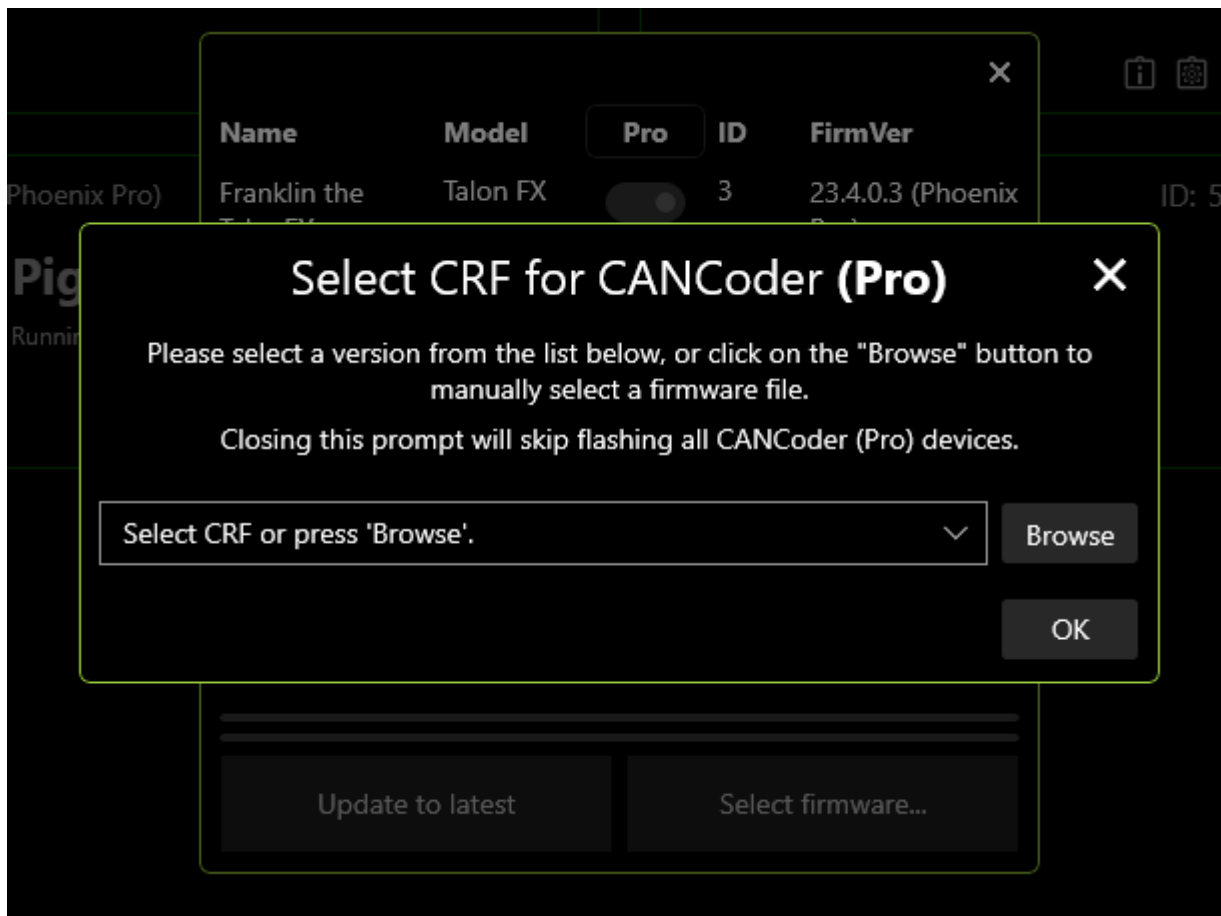 Name Model Pro ID FirmVer
Phoenix Pro) Franklin the Talon FX 3 23.4.0.3 (Phoenix ID: 5
Select CRF for CANCoder (Pro)
Pig
Please select a version from the list below, or click on the "Browse" button to
manually select a firmware file.
Closing this prompt will skip flashing all CANCoder (Pro) devices.
Select CRF or press 'Browse'.
Browse
OK
Update to latest Select firmware...